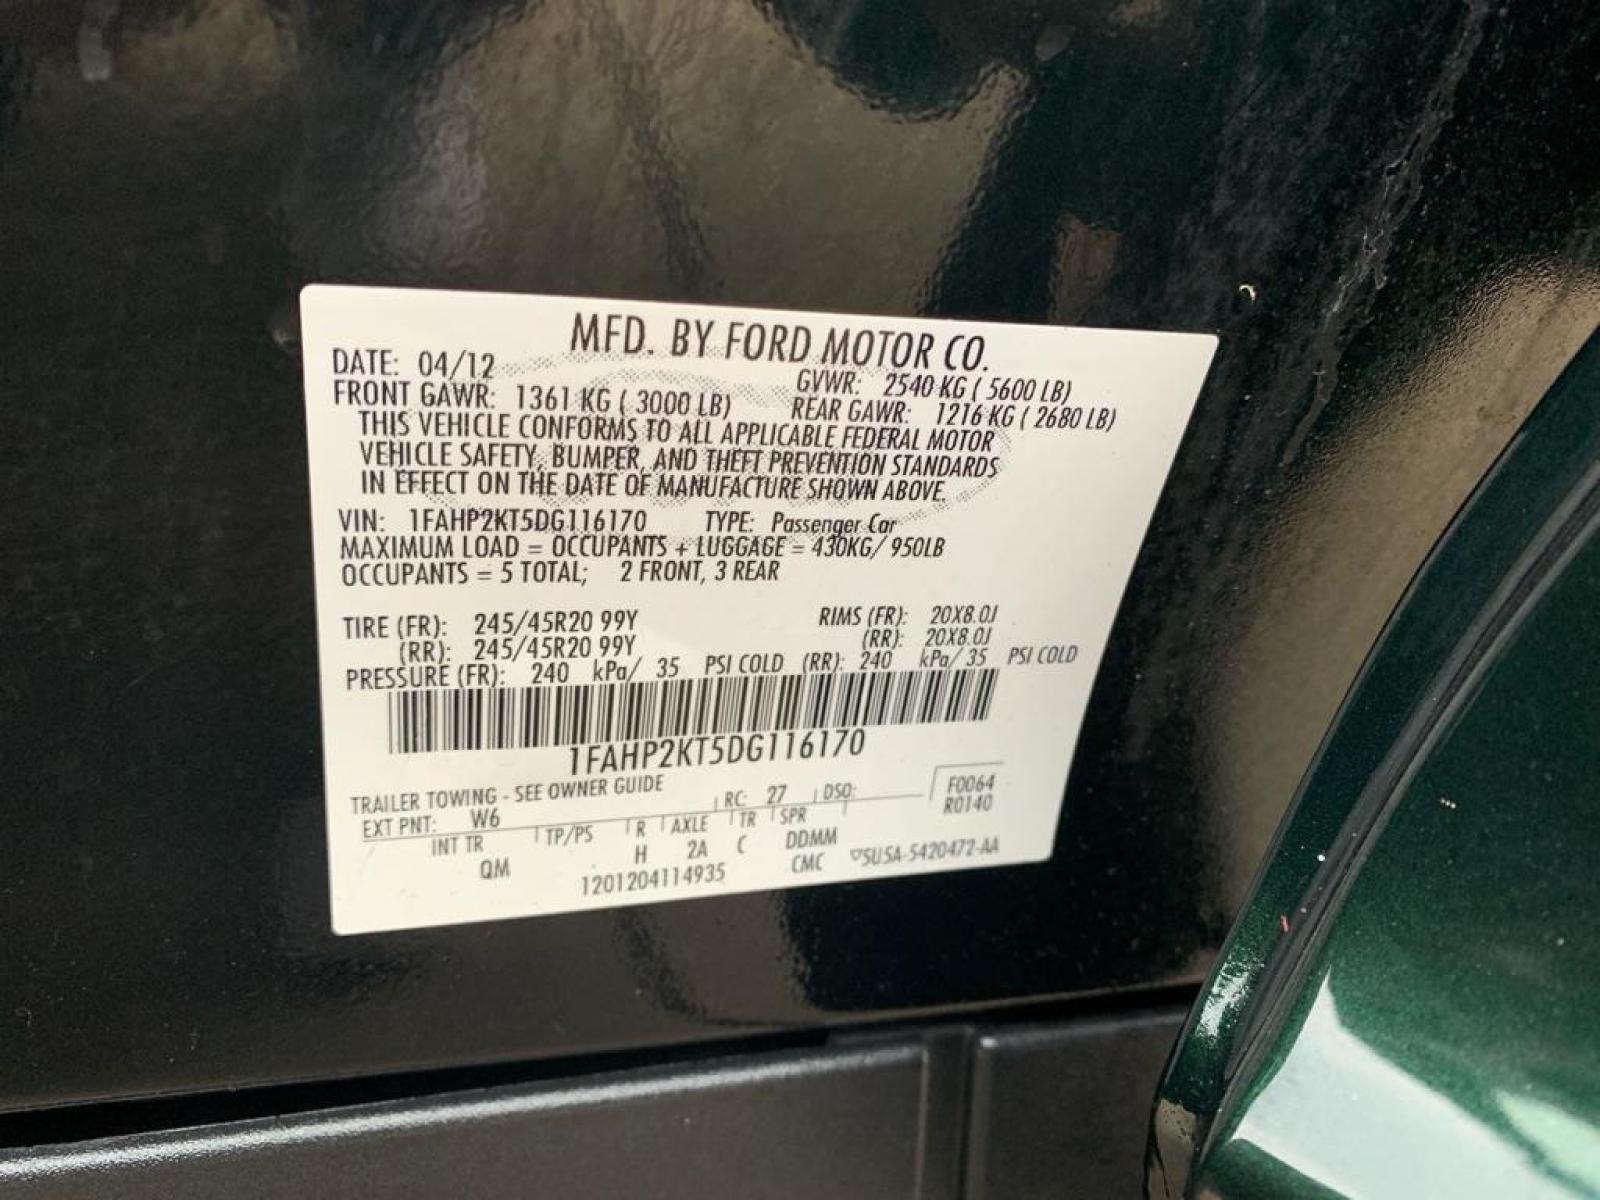 MFD. BY FORD MOTOR CO.
DATE: 04/12 GVWR: 2540 KG ( 5600 LB)
FRONT GAWR: 1361 KG ( 3000 LB) REAR GAWR: 1216 KG ( 2680 LB)
THIS VEHICLE CONFORMS TO ALL APPLICABLE FEDERAL MOTOR
VEHICLE SAFETY, BUMPER, AND THEFT PREVENTION STANDARDS
IN EFFECT ON THE DATE OF MANUFACTURE SHOWN ABOVE.
VIN: 1FAHP2KT5DG116170 TYPE: Passenger Car
MAXIMUM LOAD = OCCUPANTS + LUGGAGE = 430KG/ 950LB
OCCUPANTS = 5 TOTAL; 2 FRONT, 3 REAR
TIRE (FR): 245/45R20 99Y RIMS (FR): 20X8.0J
(RR): 245/45R20 99Y (RR): 20X8.0J
PRESSURE (FR): 240 kPa/ 35 PSI COLD (RR): 240 kPa/ 35 PSI COLD
1FAHP2KT5DG116170
TRAILER TOWING - SEE OWNER GUIDE
EXT PNT: W6 RC: 27 DSO: F0064
R0140
INT TR TP/PS R AXLE TR SPR
QM H 2A C DDMM
1201204114935 CMC ▽5U5A-5420472-AA